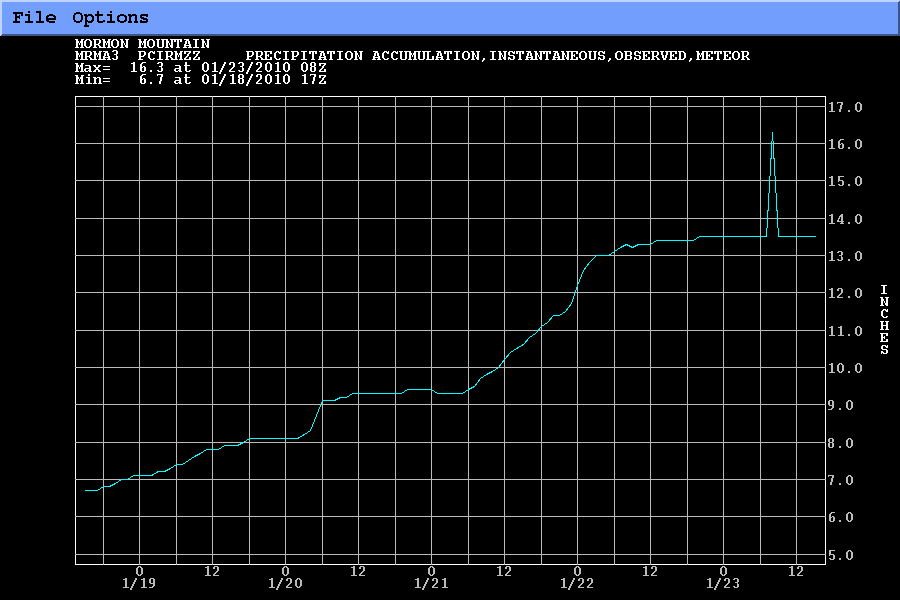 File Options
MORMON MOUNTAIN
MRMA3 PCIRMZZ PRECIPITATION ACCUMULATION,INSTANTANEOUS,OBSERVED,METEOR
Max= 16.3 at 01/23/2010 08Z
Min= 6.7 at 01/18/2010 17Z
17.0
16.0
15.0
14.0
13.0
12.0
11.0
10.0
9.0
8.0
7.0
6.0
5.0
INCHES
0 12 0 12 0 12 0 12 0 12
1/19 1/20 1/21 1/22 1/23